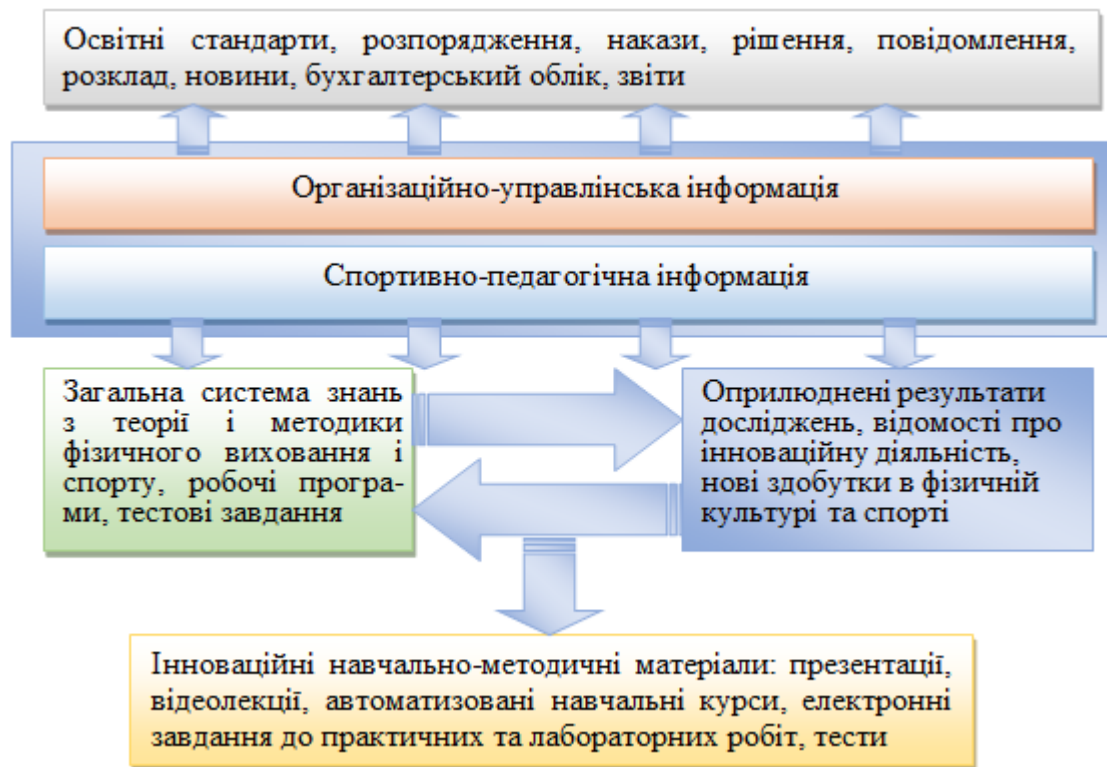 Освітні стандарти, розпорядження, накази, рішення, повідомлення,
розклад, новини, бухгалтерський облік, звіти
Організаційно-управлінська інформація
Спортивно-педагогічна інформація
Загальна система знань
з теорії і методики
фізичного виховання і
спорту, робочі програ-
ми, тестові завдання
Оприлюднені результати
досліджень, відомості про
інноваційну діяльність,
нові здобутки в фізичній
культурі та спорті
Інноваційні навчально-методичні матеріали: презентації,
відеолекції, автоматизовані навчальні курси, електронні
завдання до практичних та лабораторних робіт, тести